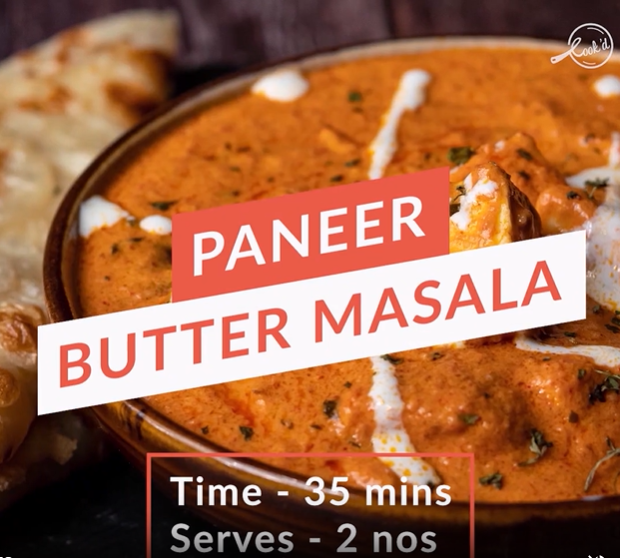 Cook'd
PANEER
BUTTER MASALA
Time - 35 mins
Serves - 2 nos